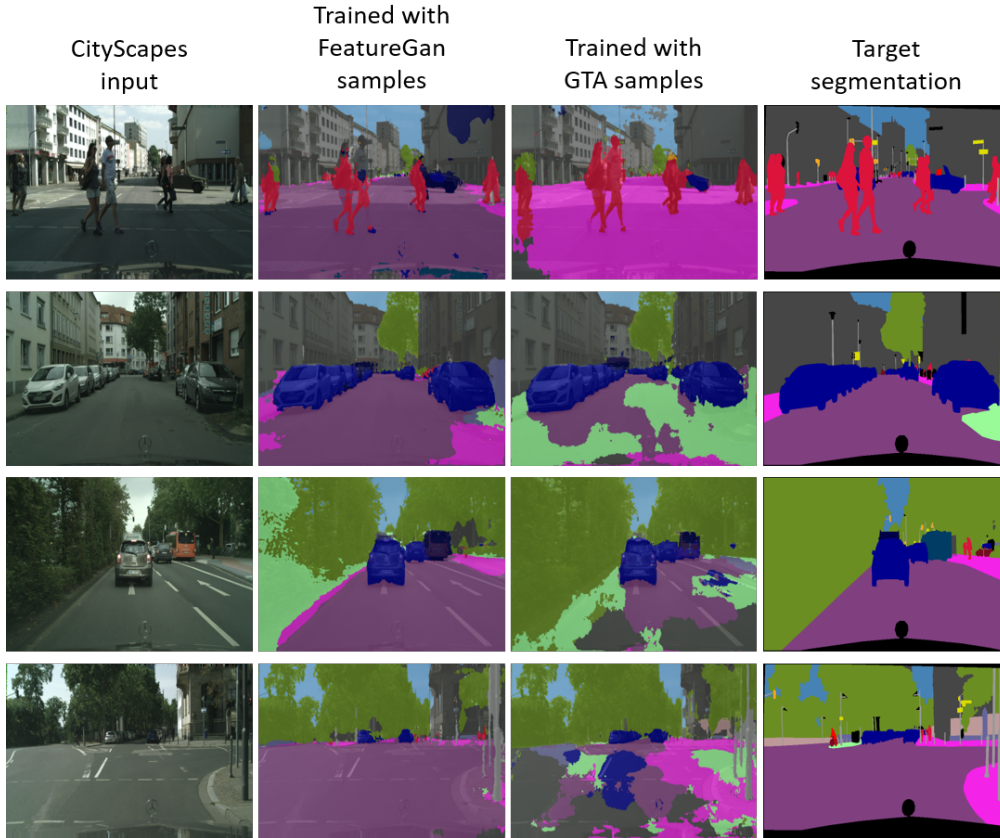 CityScapes
input
Trained with
FeatureGan
samples
Trained with
GTA samples
Target
segmentation